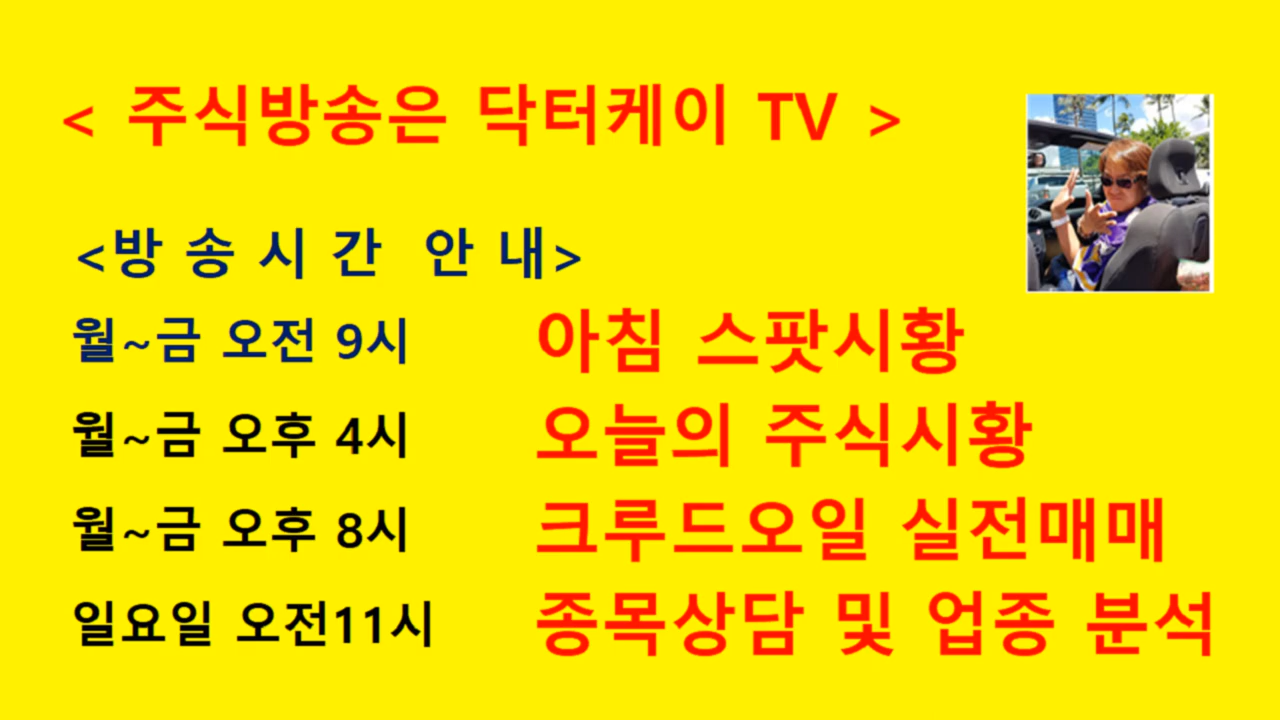 < 주식방송은 닥터케이 TV >
<방 송 시 간 안 내>
월~금 오전 9시 아침 스팟시황
월~금 오후 4시 오늘의 주식시황
월~금 오후 8시 크루드오일 실전매매
일요일 오전11시 종목상담 및 업종 분석